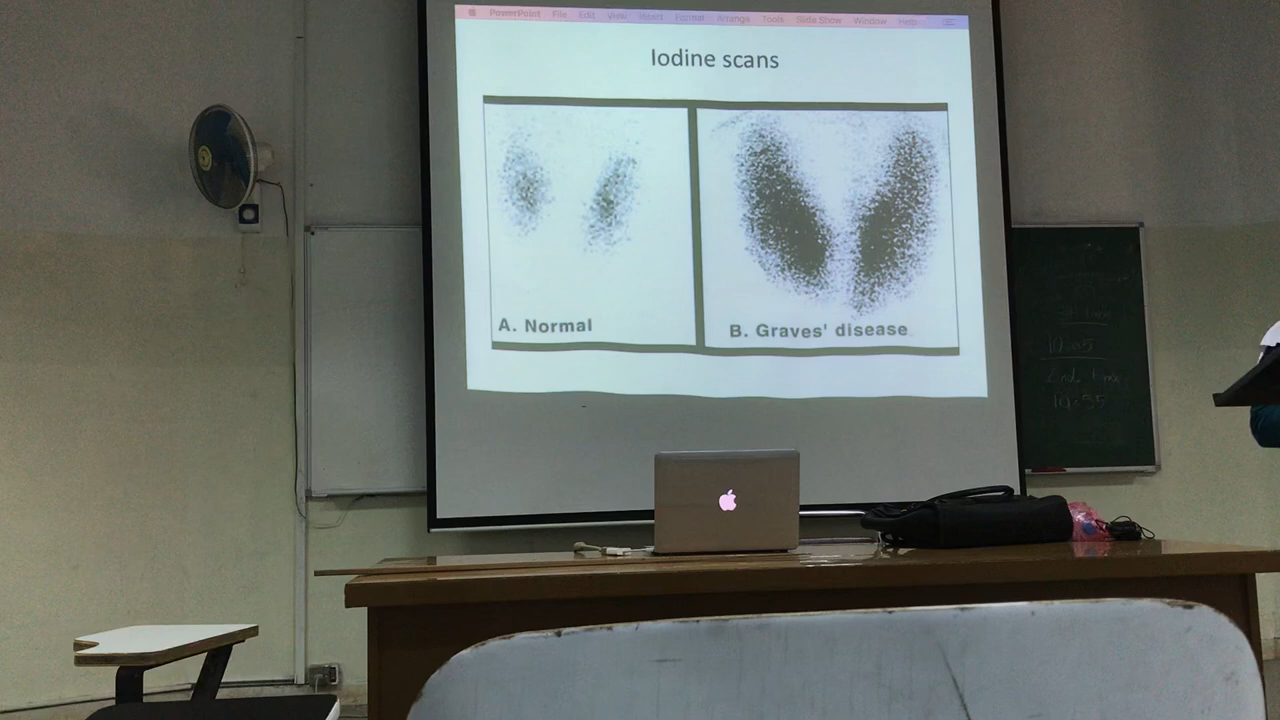 PowerPoint File Edit View Insert Format Arrange Tools Slide Show Window Help
Iodine scans
A. Normal
B. Graves' disease